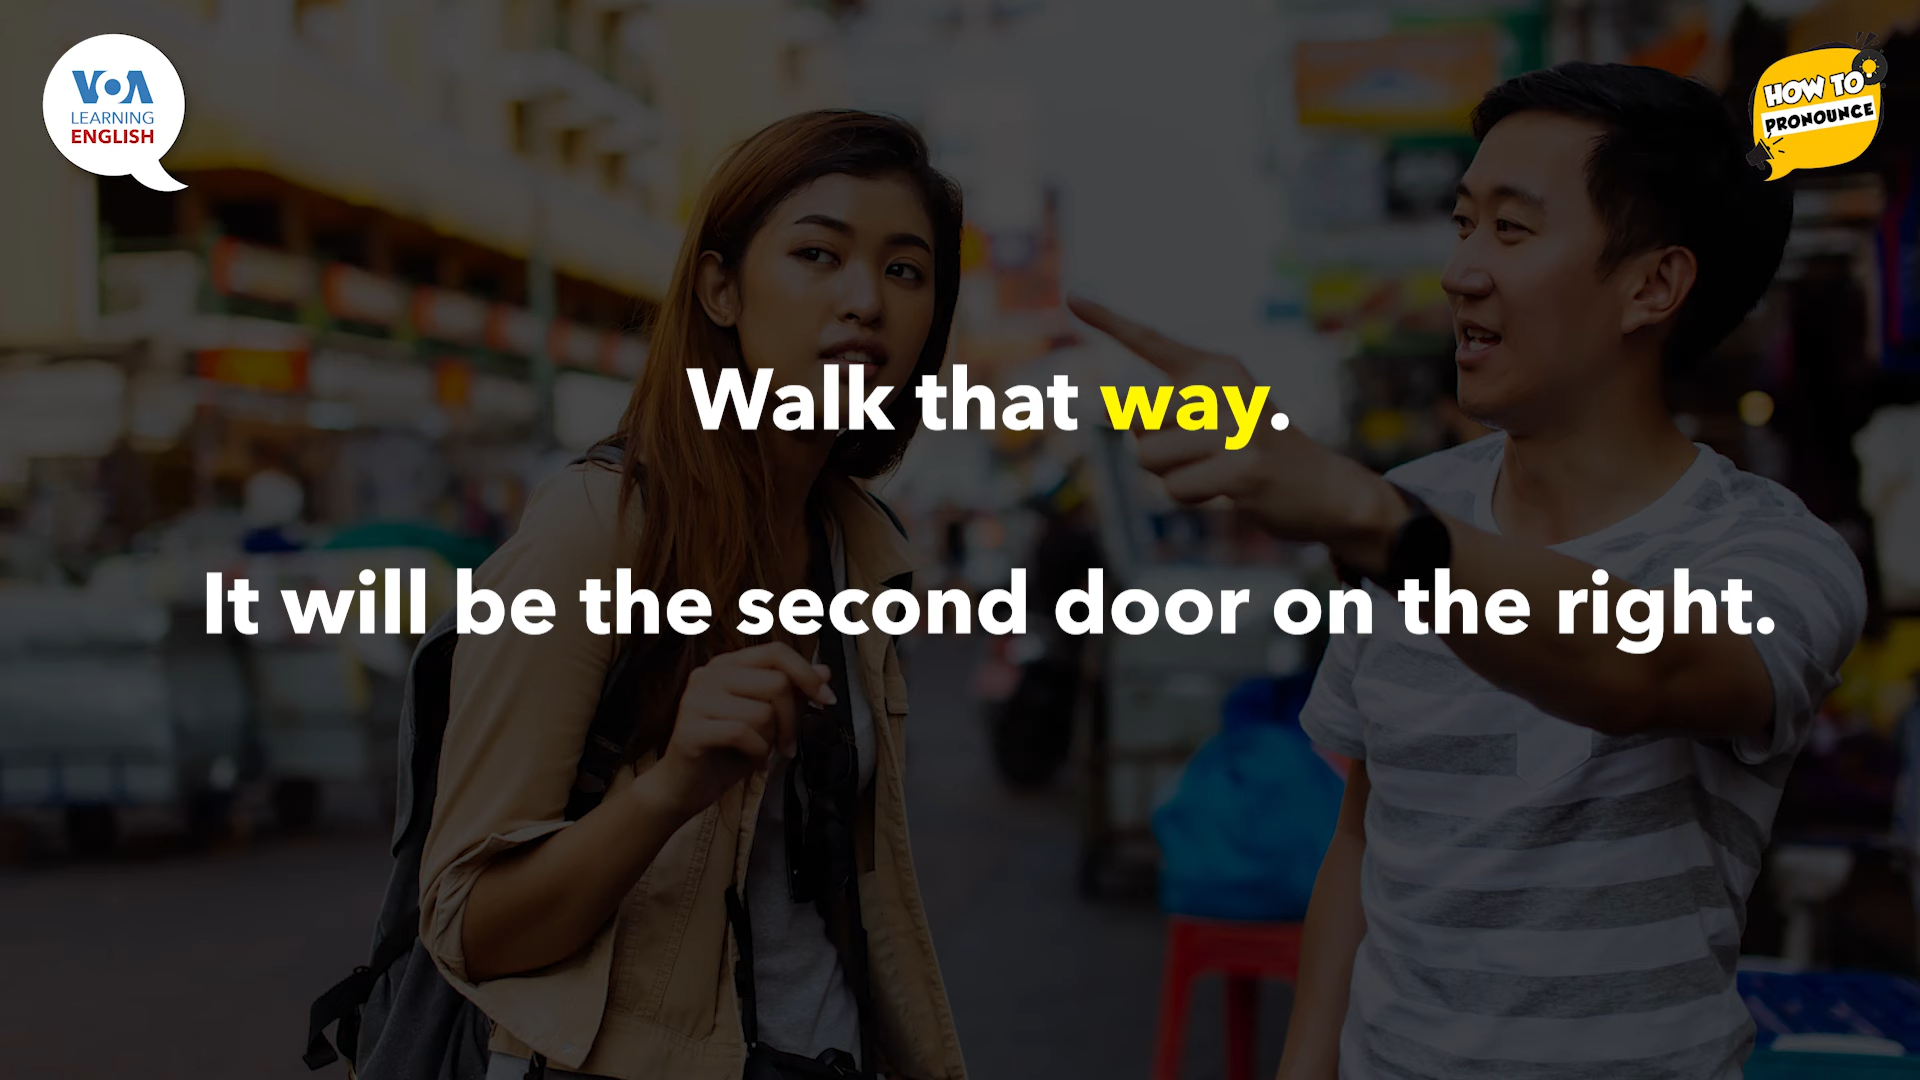 VOA
LEARNING
ENGLISH
HOW TO
PRONOUNCE
Walk that way.
It will be the second door on the right.